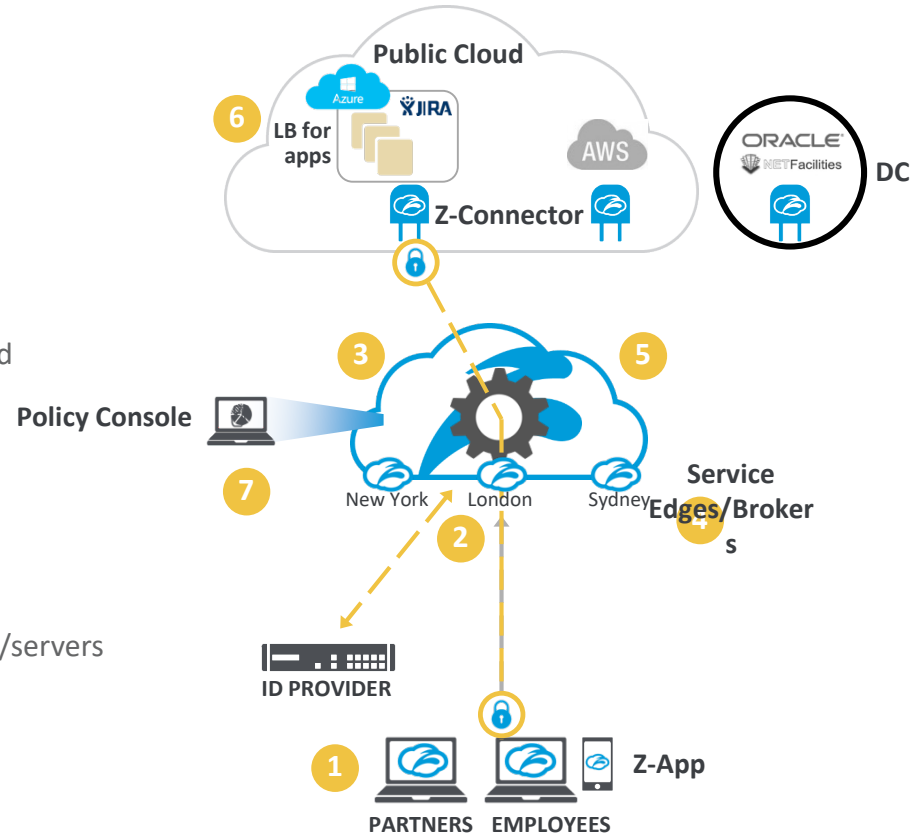 Public Cloud
Azure
JIRA
6
LB for
apps
AWS
ORACLE
NETFacilities
DC
Z-Connector
3
5
d
Policy Console
7
New York
London
Sydney
Service
Edges/Broker
s
4
2
/servers
ID PROVIDER
1
Z-App
PARTNERS
EMPLOYEES